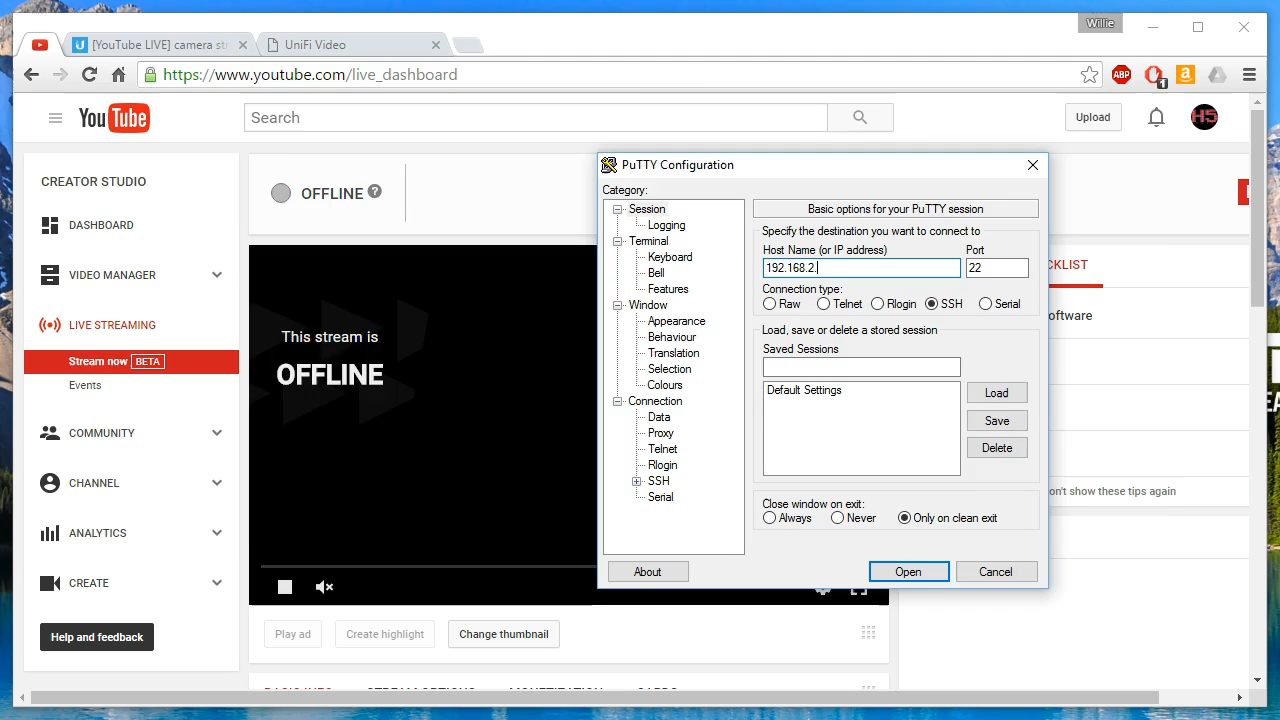 Willie
[YouTube LIVE] camera st
UniFi Video
https://www.youtube.com/live_dashboard
ABP
1
YouTube
Search
Upload
H5
CREATOR STUDIO
DASHBOARD
VIDEO MANAGER
LIVE STREAMING
Stream now BETA
Events
COMMUNITY
CHANNEL
ANALYTICS
CREATE
Help and feedback
OFFLINE ?
This stream is
OFFLINE
Play ad
Create highlight
Change thumbnail
PuTTY Configuration
Category:
Session
Logging
Terminal
Keyboard
Bell
Features
Window
Appearance
Behaviour
Translation
Selection
Colours
Connection
Data
Proxy
Telnet
Rlogin
SSH
Serial
Basic options for your PuTTY session
Specify the destination you want to connect to
Host Name (or IP address) Port
192.168.2. 22
Connection type:
Raw Telnet Rlogin SSH Serial
Load, save or delete a stored session
Saved Sessions
Default Settings
Load
Save
Delete
Close window on exit:
Always Never Only on clean exit
About
Open
Cancel
CKLIST
oftware
on't show these tips again